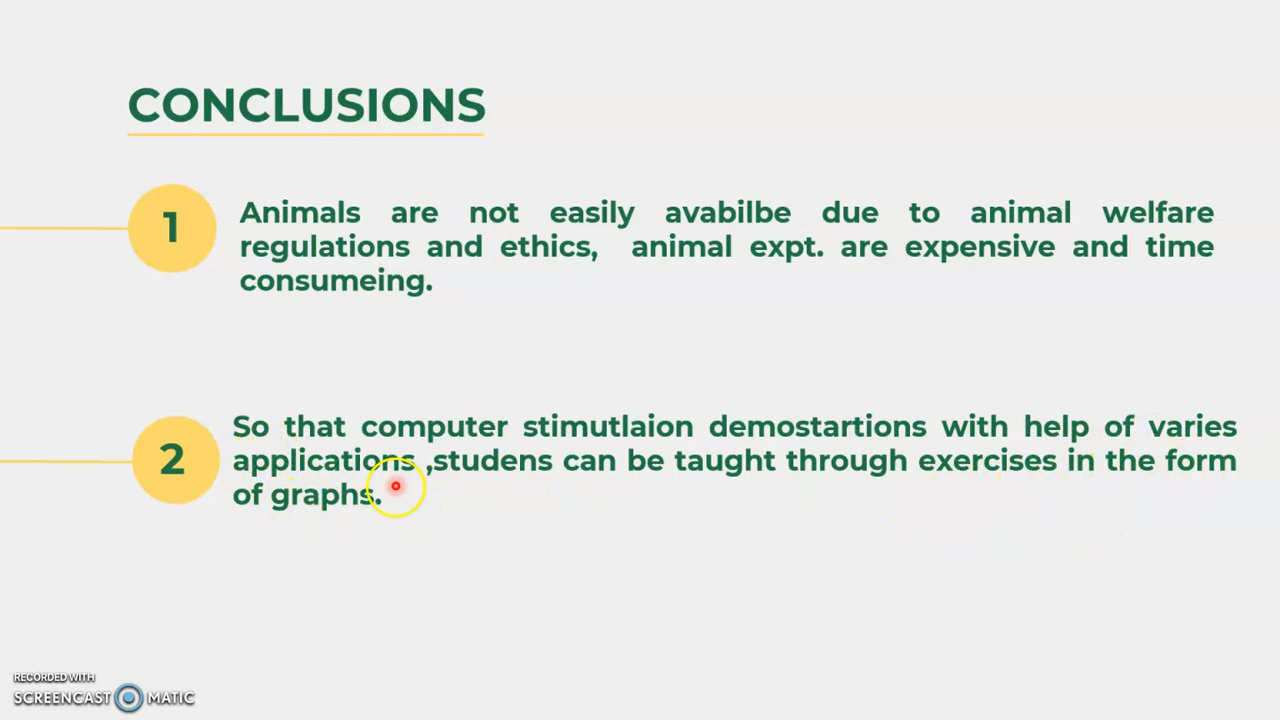 CONCLUSIONS
1
Animals are not easily avabilbe due to animal welfare
regulations and ethics, animal expt. are expensive and time
consumeing.
2
So that computer stimutlaion demostartions with help of varies
applications ,studens can be taught through exercises in the form
of graphs.
RECORDED WITH
SCREENCAST MATIC